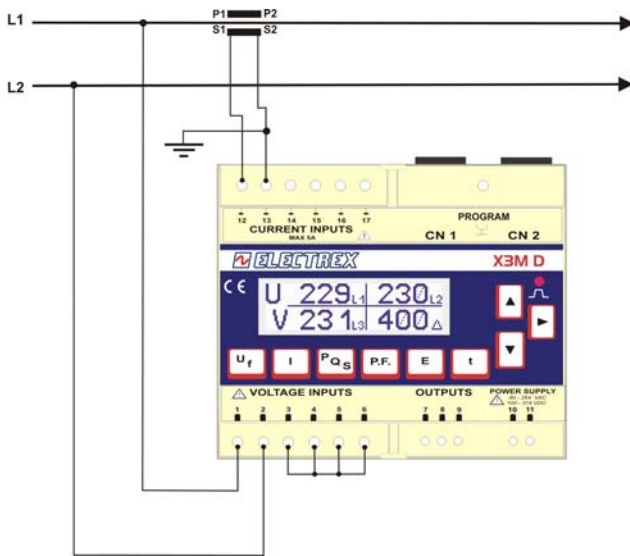 L1
P1 P2
S1 S2
L2
12 13 14 15 16 17
CURRENT INPUTS
MAX 5A
PROGRAM
CN 1 CN 2
ELECTREX
X3M D
CE
U 229 L1 230 L2
V 231 L3 400 Δ
Uf I PQS P.F. E t
VOLTAGE INPUTS
OUTPUTS
POWER SUPPLY
1 2 3 4 5 6
7 8 9
10 11